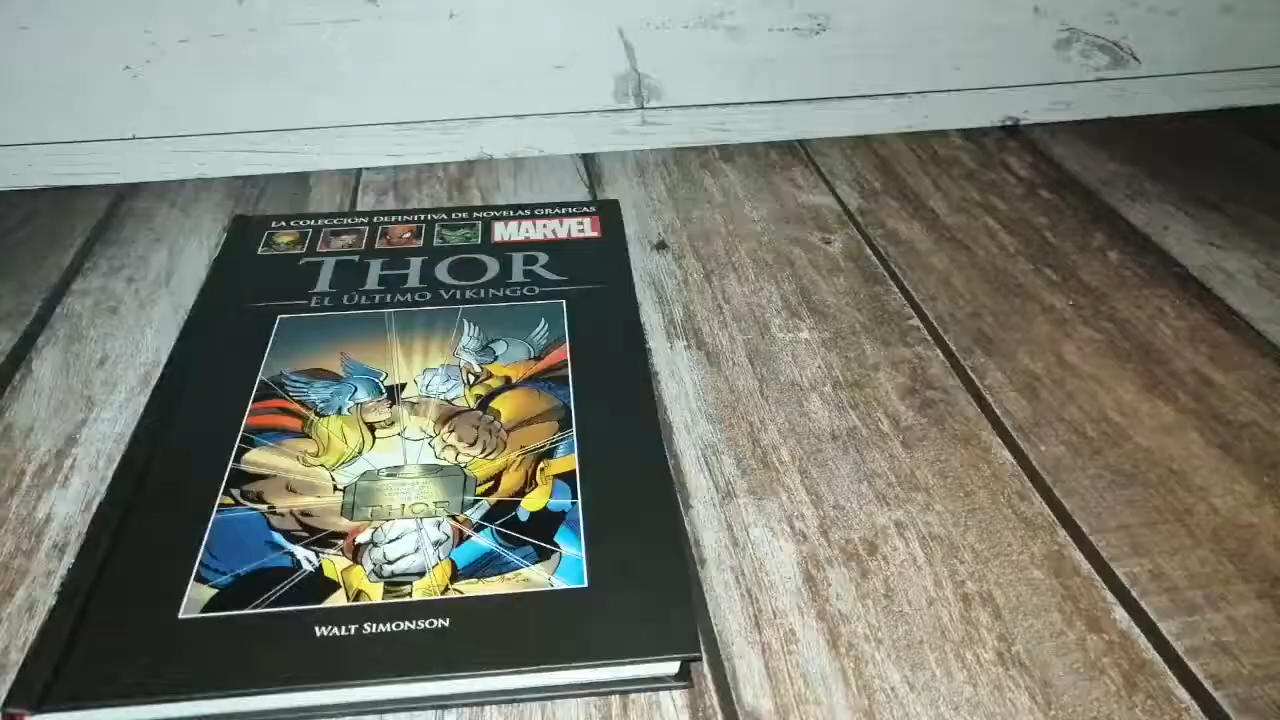 LA COLECCIÓN DEFINITIVA DE NOVELAS GRÁFICAS
MARVEL
THOR
EL ÚLTIMO VIKINGO
THOR
WALT SIMONSON